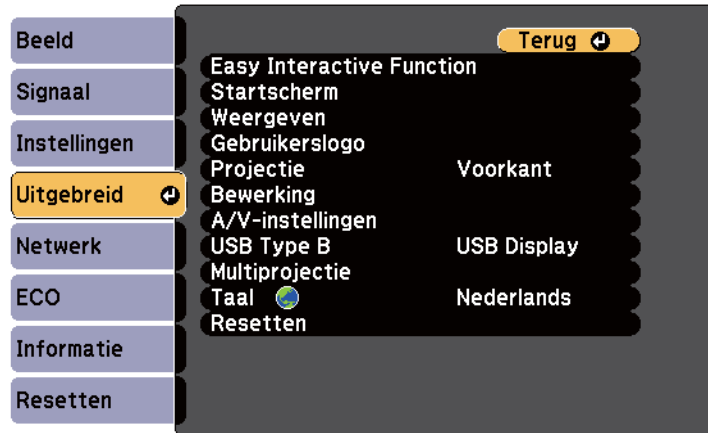 Beeld
Signaal
Instellingen
Uitgebreid
Netwerk
ECO
Informatie
Resetten
Terug
Easy Interactive Function
Startscherm
Weergeven
Gebruikerslogo
Projectie Voorkant
Bewerking
A/V-instellingen
USB Type B USB Display
Multiprojectie
Taal Nederlands
Resetten